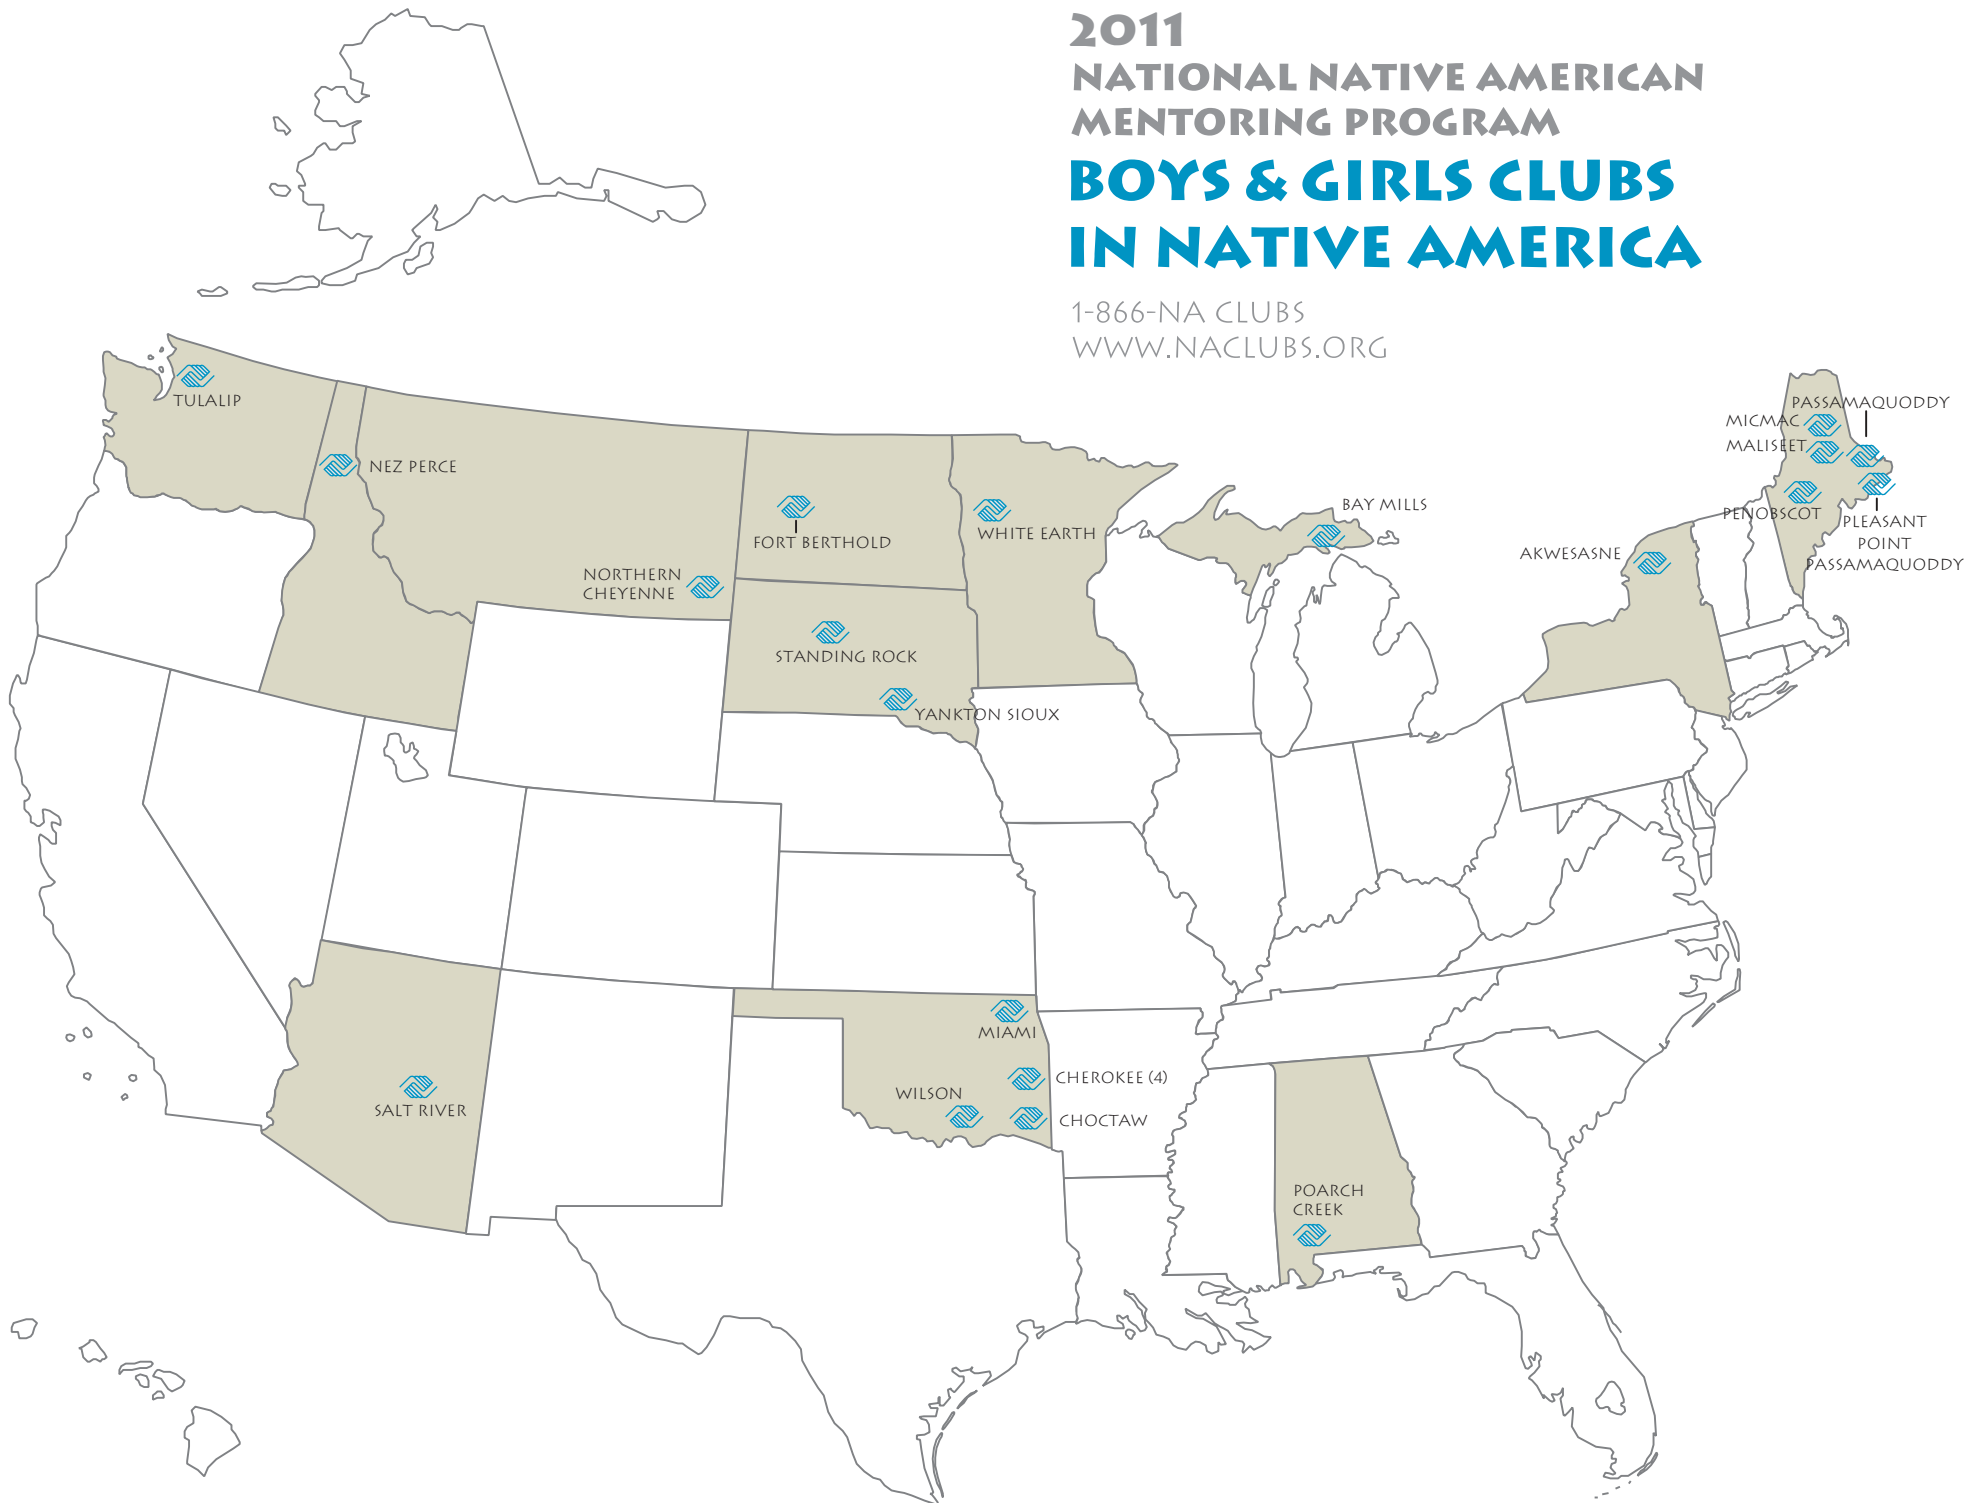 2011
NATIONAL NATIVE AMERICAN
MENTORING PROGRAM
BOYS & GIRLS CLUBS
IN NATIVE AMERICA
1-866-NA CLUBS
WWW.NACLUBS.ORG
TULALIP
NEZ PERCE
NORTHERN
CHEYENNE
FORT BERTHOLD
WHITE EARTH
STANDING ROCK
YANKTON SIOUX
BAY MILLS
AKWESASNE
PASSAMAQUODDY
MICMAC
MALISEET
PENOBSCOT
PLEASANT
POINT
PASSAMAQUODDY
SALT RIVER
MIAMI
CHEROKEE (4)
WILSON
CHOCTAW
POARCH
CREEK